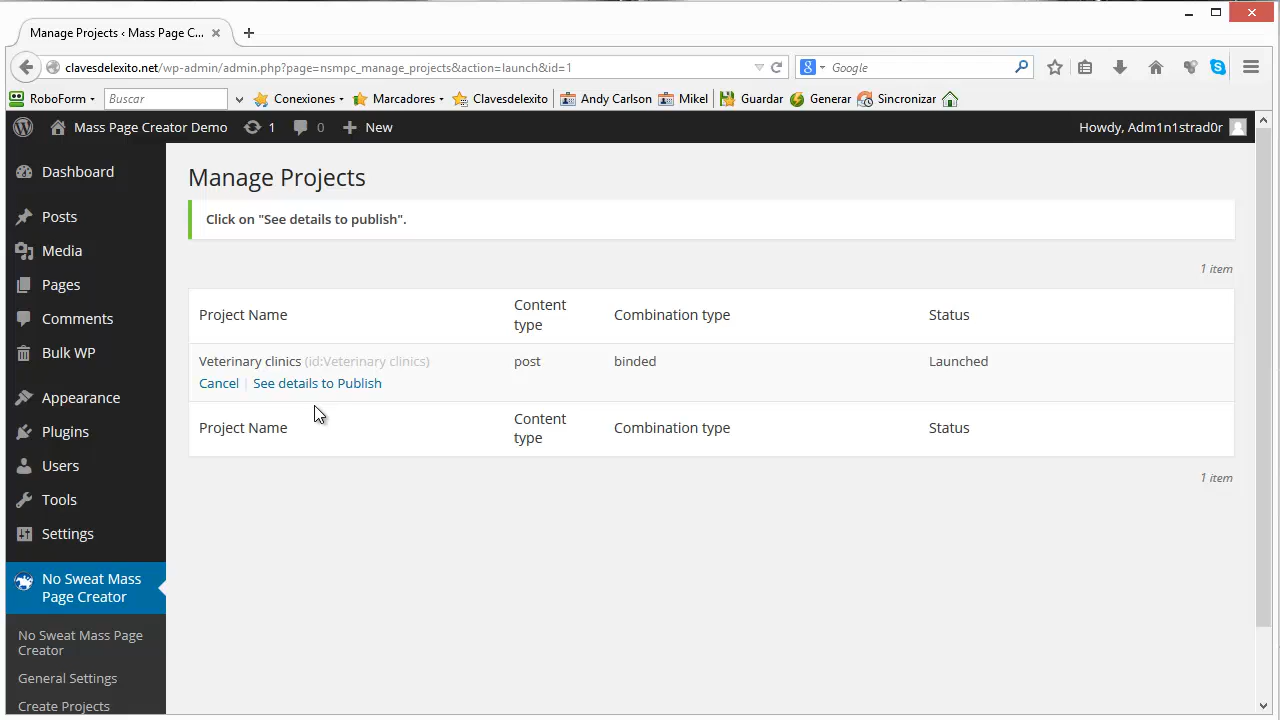 Manage Projects ‹ Mass Page C...
clavesdelexito.net/wp-admin/admin.php?page=nsmpc_manage_projects&action=launch&id=1
Google
RoboForm
Buscar
Conexiones
Marcadores
Clavesdelexito
Andy Carlson
Mikel
Guardar
Generar
Sincronizar
Mass Page Creator Demo
1
0
New
Howdy, Adm1n1strad0r
Dashboard
Posts
Media
Pages
Comments
Bulk WP
Appearance
Plugins
Users
Tools
Settings
No Sweat Mass
Page Creator
No Sweat Mass Page
Creator
General Settings
Create Projects
Manage Projects
Click on "See details to publish".
1 item
Project Name
Content
type
Combination type
Status
Veterinary clinics (id:Veterinary clinics)
post
binded
Launched
Cancel | See details to Publish
Project Name
Content
type
Combination type
Status
1 item